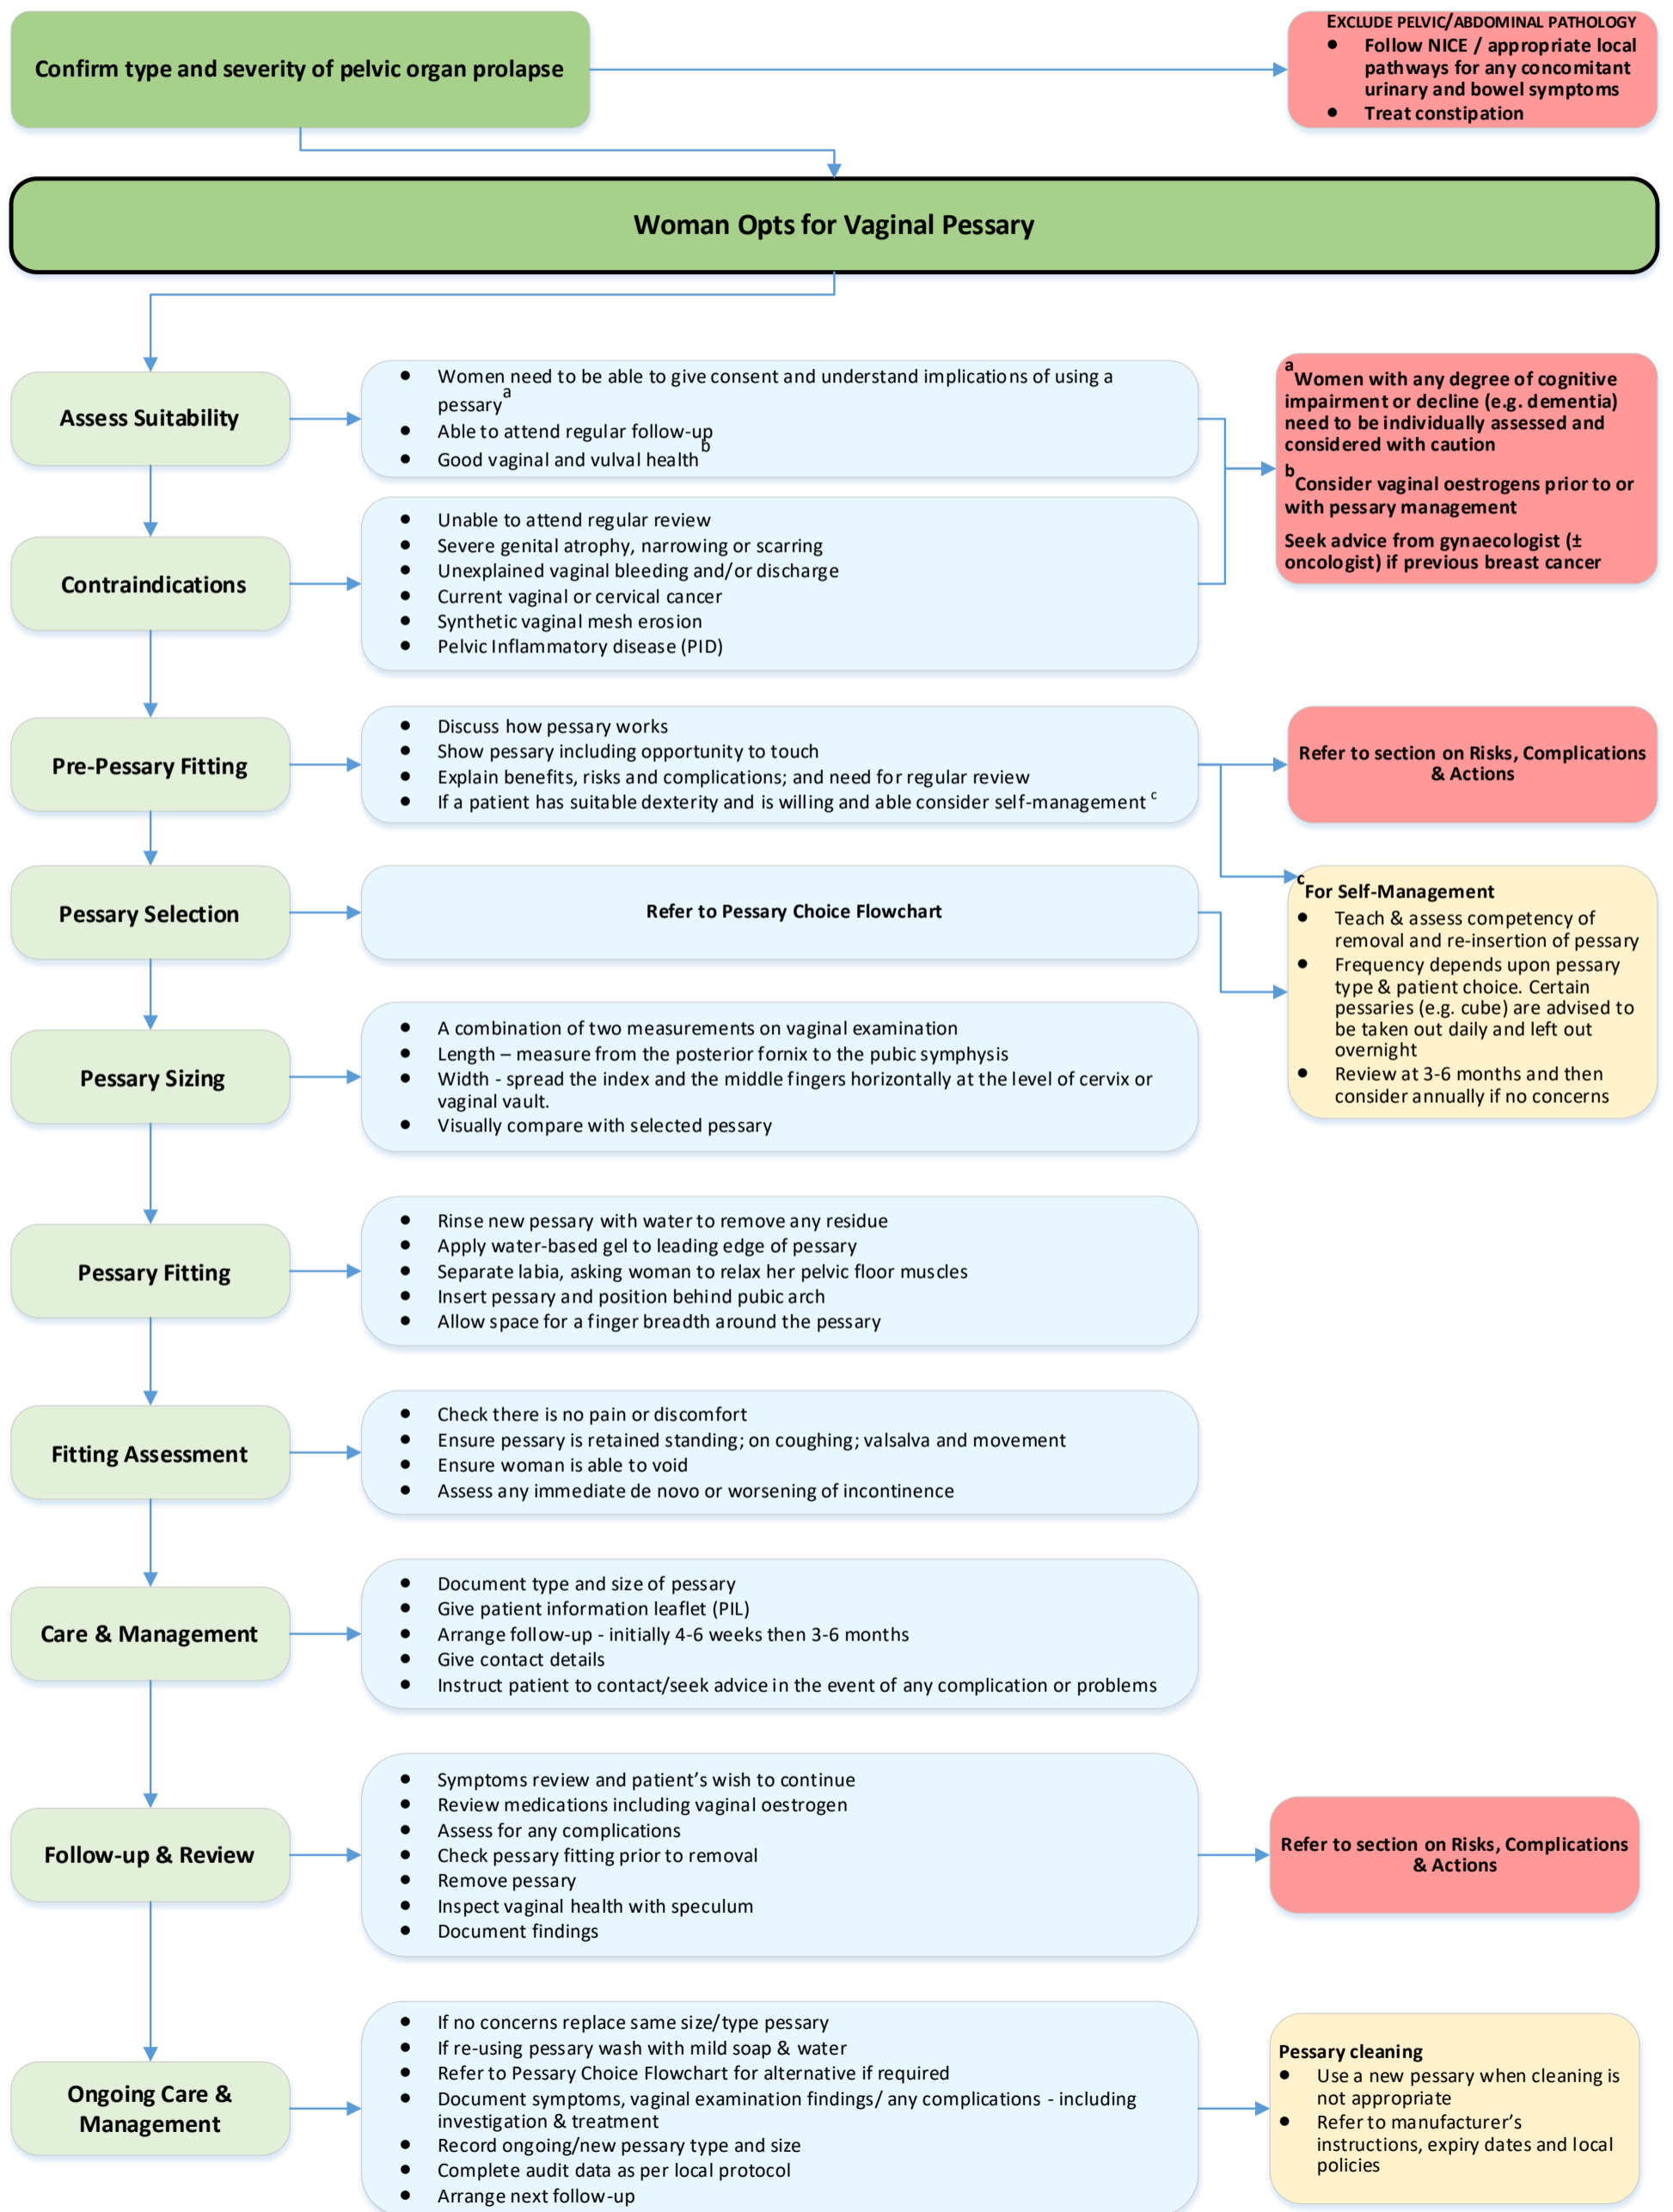 Confirm type and severity of pelvic organ prolapse
EXCLUDE PELVIC/ABDOMINAL PATHOLOGY
● Follow NICE / appropriate local
pathways for any concomitant
urinary and bowel symptoms
● Treat constipation
Woman Opts for Vaginal Pessary
Assess Suitability
● Women need to be able to give consent and understand implications of using a
pessary a
● Able to attend regular follow-up
● Good vaginal and vulval health b
a Women with any degree of cognitive
impairment or decline (e.g. dementia)
need to be individually assessed and
considered with caution
b Consider vaginal oestrogens prior to or
with pessary management
Seek advice from gynaecologist (±
oncologist) if previous breast cancer
Contraindications
● Unable to attend regular review
● Severe genital atrophy, narrowing or scarring
● Unexplained vaginal bleeding and/or discharge
● Current vaginal or cervical cancer
● Synthetic vaginal mesh erosion
● Pelvic Inflammatory disease (PID)
Pre-Pessary Fitting
● Discuss how pessary works
● Show pessary including opportunity to touch
● Explain benefits, risks and complications; and need for regular review
● If a patient has suitable dexterity and is willing and able consider self-management c
Refer to section on Risks, Complications
& Actions
Pessary Selection
Refer to Pessary Choice Flowchart
c For Self-Management
● Teach & assess competency of
removal and re-insertion of pessary
● Frequency depends upon pessary
type & patient choice. Certain
pessaries (e.g. cube) are advised to
be taken out daily and left out
overnight
● Review at 3-6 months and then
consider annually if no concerns
Pessary Sizing
● A combination of two measurements on vaginal examination
● Length – measure from the posterior fornix to the pubic symphysis
● Width - spread the index and the middle fingers horizontally at the level of cervix or
vaginal vault.
● Visually compare with selected pessary
Pessary Fitting
● Rinse new pessary with water to remove any residue
● Apply water-based gel to leading edge of pessary
● Separate labia, asking woman to relax her pelvic floor muscles
● Insert pessary and position behind pubic arch
● Allow space for a finger breadth around the pessary
Fitting Assessment
● Check there is no pain or discomfort
● Ensure pessary is retained standing; on coughing; valsalva and movement
● Ensure woman is able to void
● Assess any immediate de novo or worsening of incontinence
Care & Management
● Document type and size of pessary
● Give patient information leaflet (PIL)
● Arrange follow-up - initially 4-6 weeks then 3-6 months
● Give contact details
● Instruct patient to contact/seek advice in the event of any complication or problems
Follow-up & Review
● Symptoms review and patient’s wish to continue
● Review medications including vaginal oestrogen
● Assess for any complications
● Check pessary fitting prior to removal
● Remove pessary
● Inspect vaginal health with speculum
● Document findings
Refer to section on Risks, Complications
& Actions
Ongoing Care &
Management
● If no concerns replace same size/type pessary
● If re-using pessary wash with mild soap & water
● Refer to Pessary Choice Flowchart for alternative if required
● Document symptoms, vaginal examination findings/ any complications - including
investigation & treatment
● Record ongoing/new pessary type and size
● Complete audit data as per local protocol
● Arrange next follow-up
Pessary cleaning
● Use a new pessary when cleaning is
not appropriate
● Refer to manufacturer’s
instructions, expiry dates and local
policies